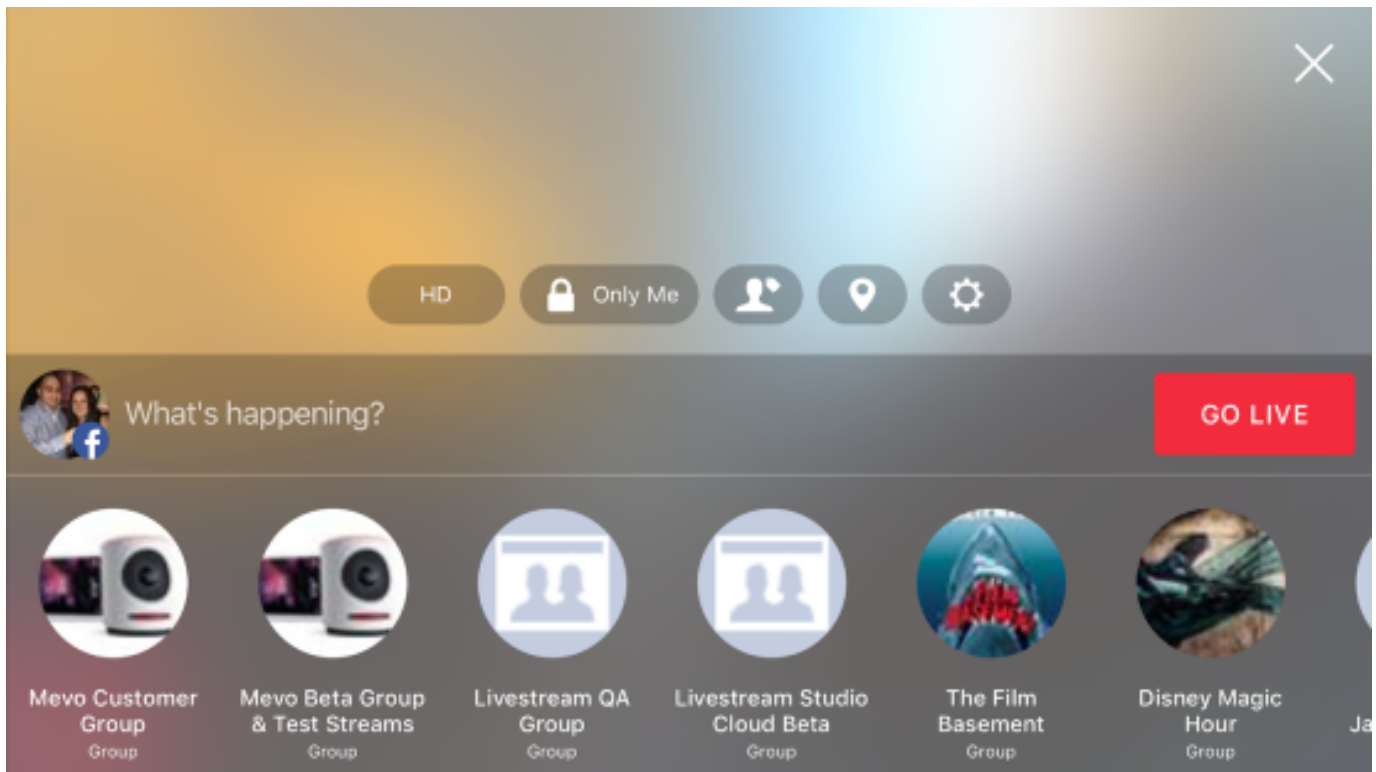 HD
Only Me
What's happening?
GO LIVE
Mevo Customer
Group
Group
Mevo Beta Group
& Test Streams
Group
Livestream QA
Group
Group
Livestream Studio
Cloud Beta
Group
The Film
Basement
Group
Disney Magic
Hour
Group
Ja